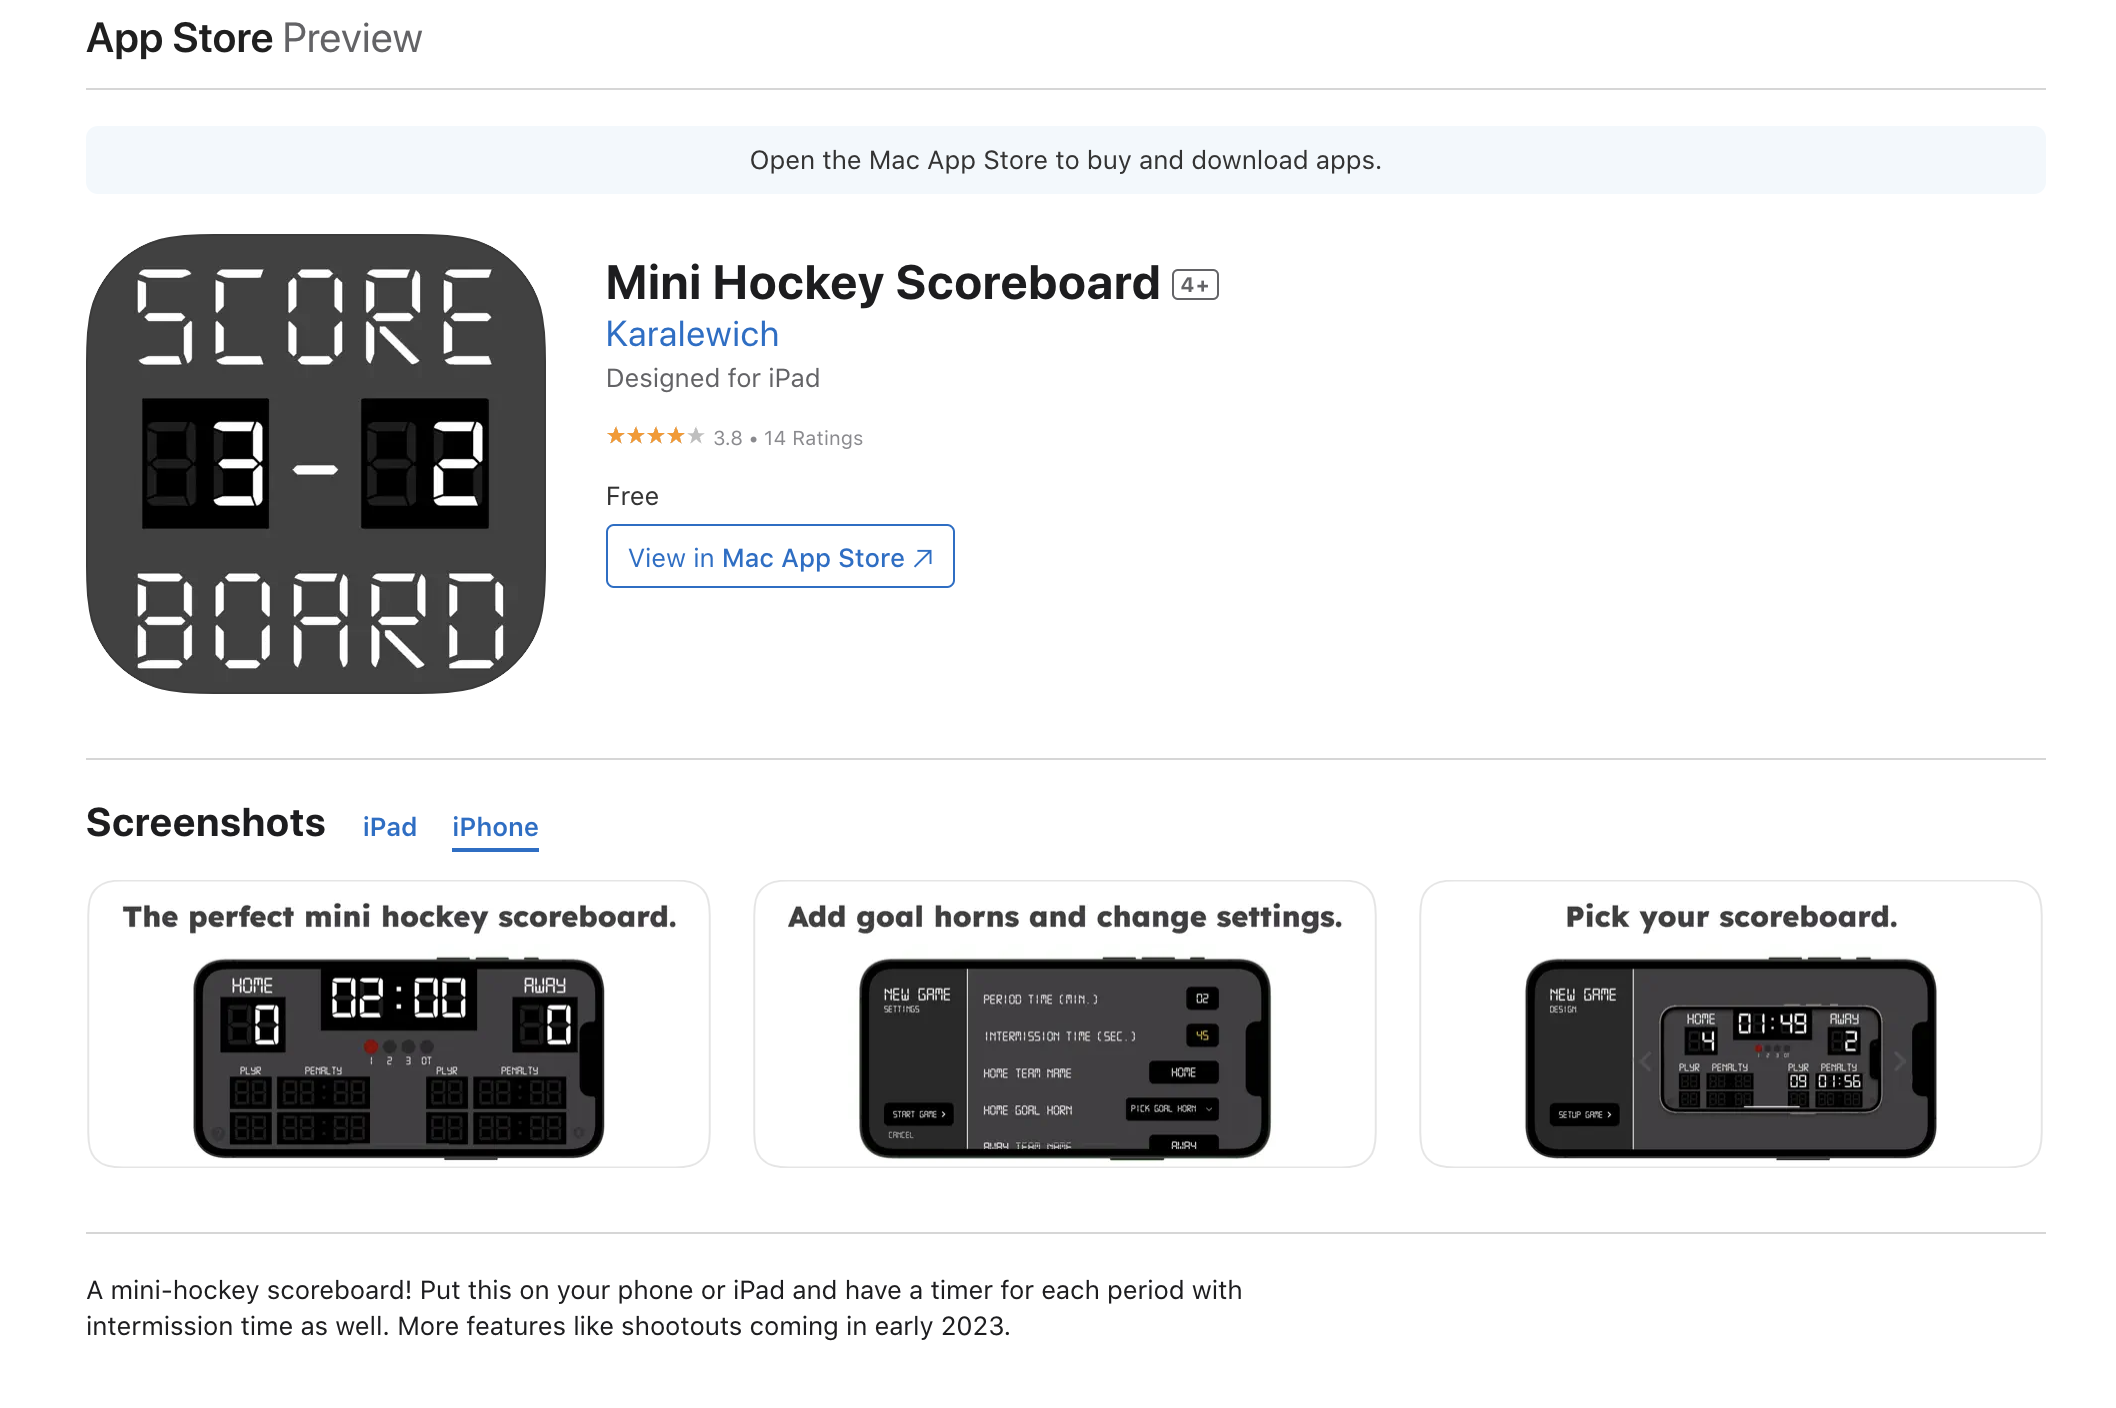 App Store Preview
Open the Mac App Store to buy and download apps.
SCORE
3 - 2
BOARD
Mini Hockey Scoreboard 4+
Karalewich
Designed for iPad
3.8 • 14 Ratings
Free
View in Mac App Store
Screenshots iPad iPhone
The perfect mini hockey scoreboard.
HOME 02:00 AWAY
0 0
1 2 3 OT
PLYR PENALTY PLYR PENALTY
Add goal horns and change settings.
NEW GAME
SETTINGS
START GAME >
CANCEL
PERIOD TIME (MIN.) 02
INTERMISSION TIME (SEC.) 45
HOME TEAM NAME HOME
HOME GOAL HORN PICK GOAL HORN
AWAY TEAM NAME AWAY
Pick your scoreboard.
NEW GAME
DESIGN
SETUP GAME >
HOME 01:49 AWAY
4 2
1 2 3 OT
PLYR PENALTY PLYR PENALTY
09 01:56
A mini-hockey scoreboard! Put this on your phone or iPad and have a timer for each period with
intermission time as well. More features like shootouts coming in early 2023.